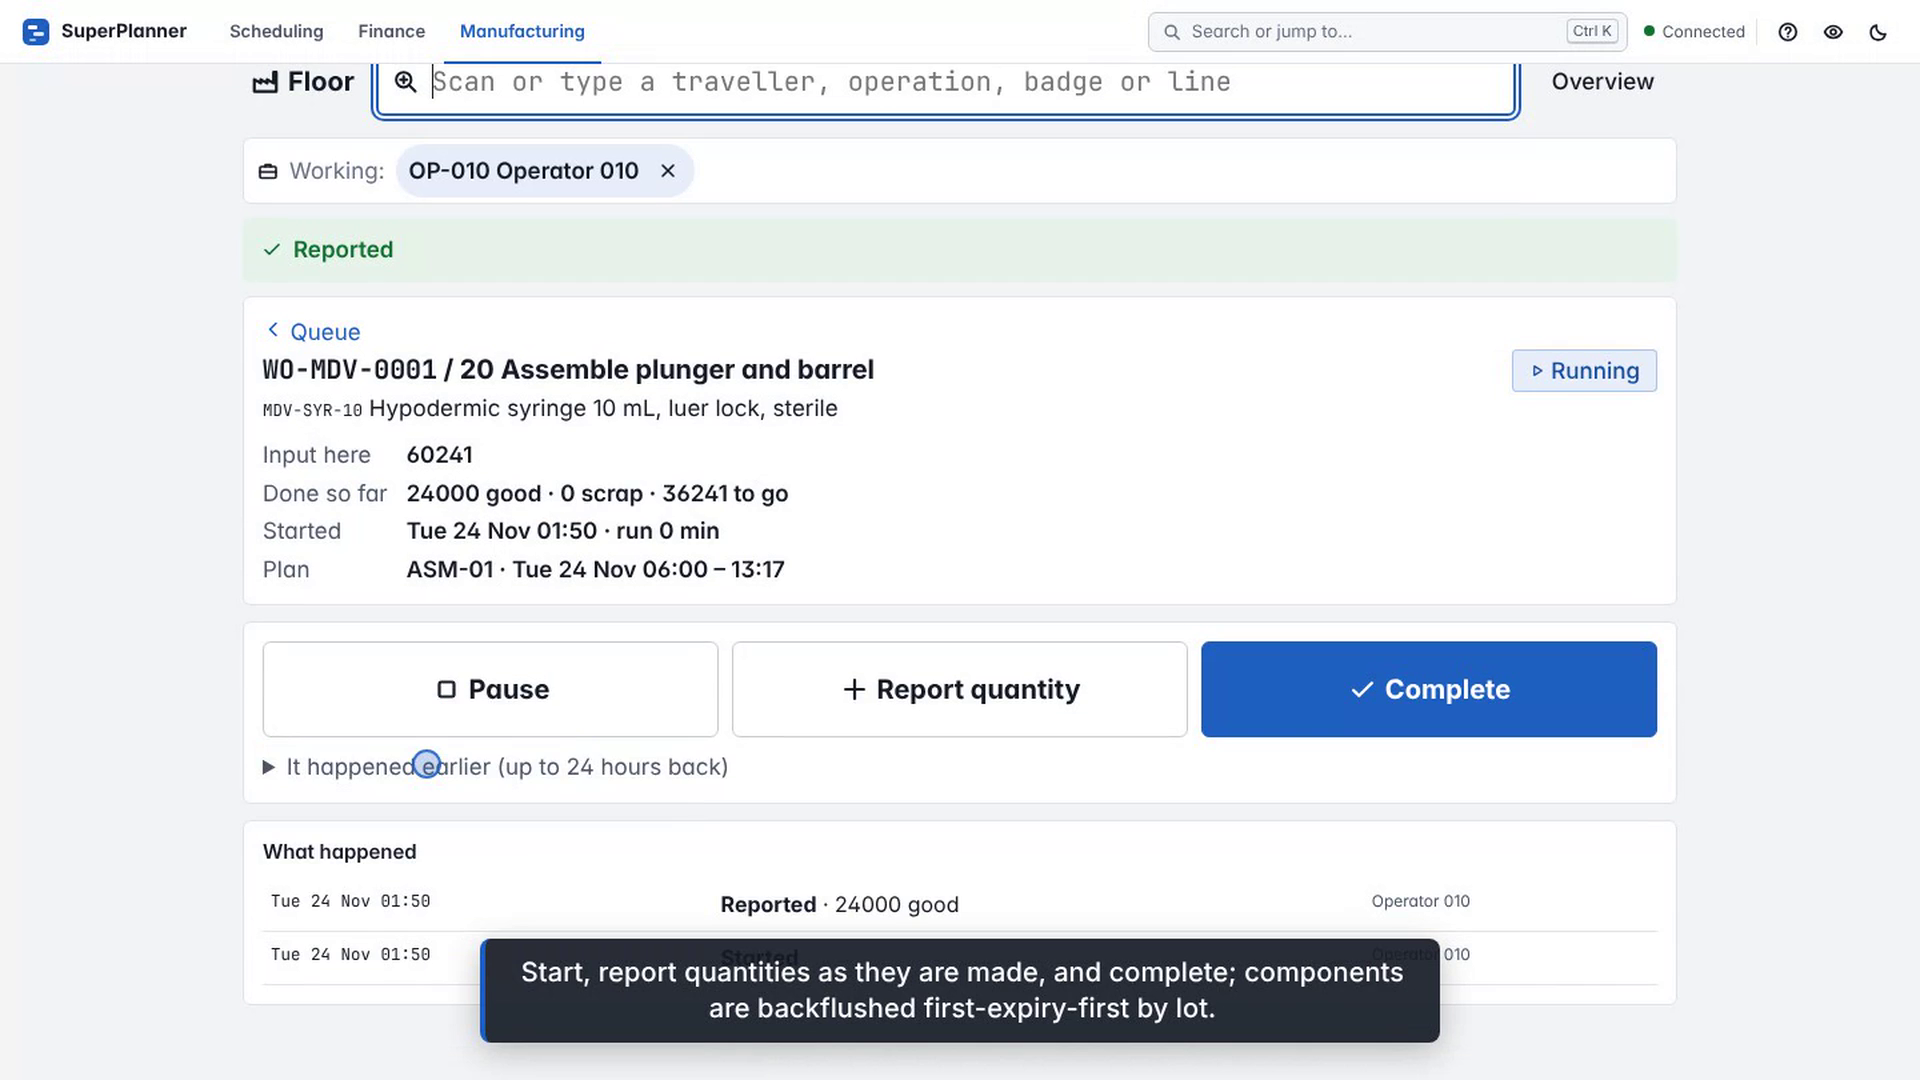 SuperPlanner Scheduling Finance Manufacturing Search or jump to... Ctrl K Connected
Floor Scan or type a traveller, operation, badge or line Overview
Working: OP-010 Operator 010
Reported
Queue
WO-MDV-0001 / 20 Assemble plunger and barrel Running
MDV-SYR-10 Hypodermic syringe 10 mL, luer lock, sterile
Input here 60241
Done so far 24000 good · 0 scrap · 36241 to go
Started Tue 24 Nov 01:50 · run 0 min
Plan ASM-01 · Tue 24 Nov 06:00 – 13:17
Pause Report quantity Complete
It happened earlier (up to 24 hours back)
What happened
Tue 24 Nov 01:50 Reported · 24000 good Operator 010
Tue 24 Nov 01:50 Started Operator 010
Start, report quantities as they are made, and complete; components
are backflushed first-expiry-first by lot.